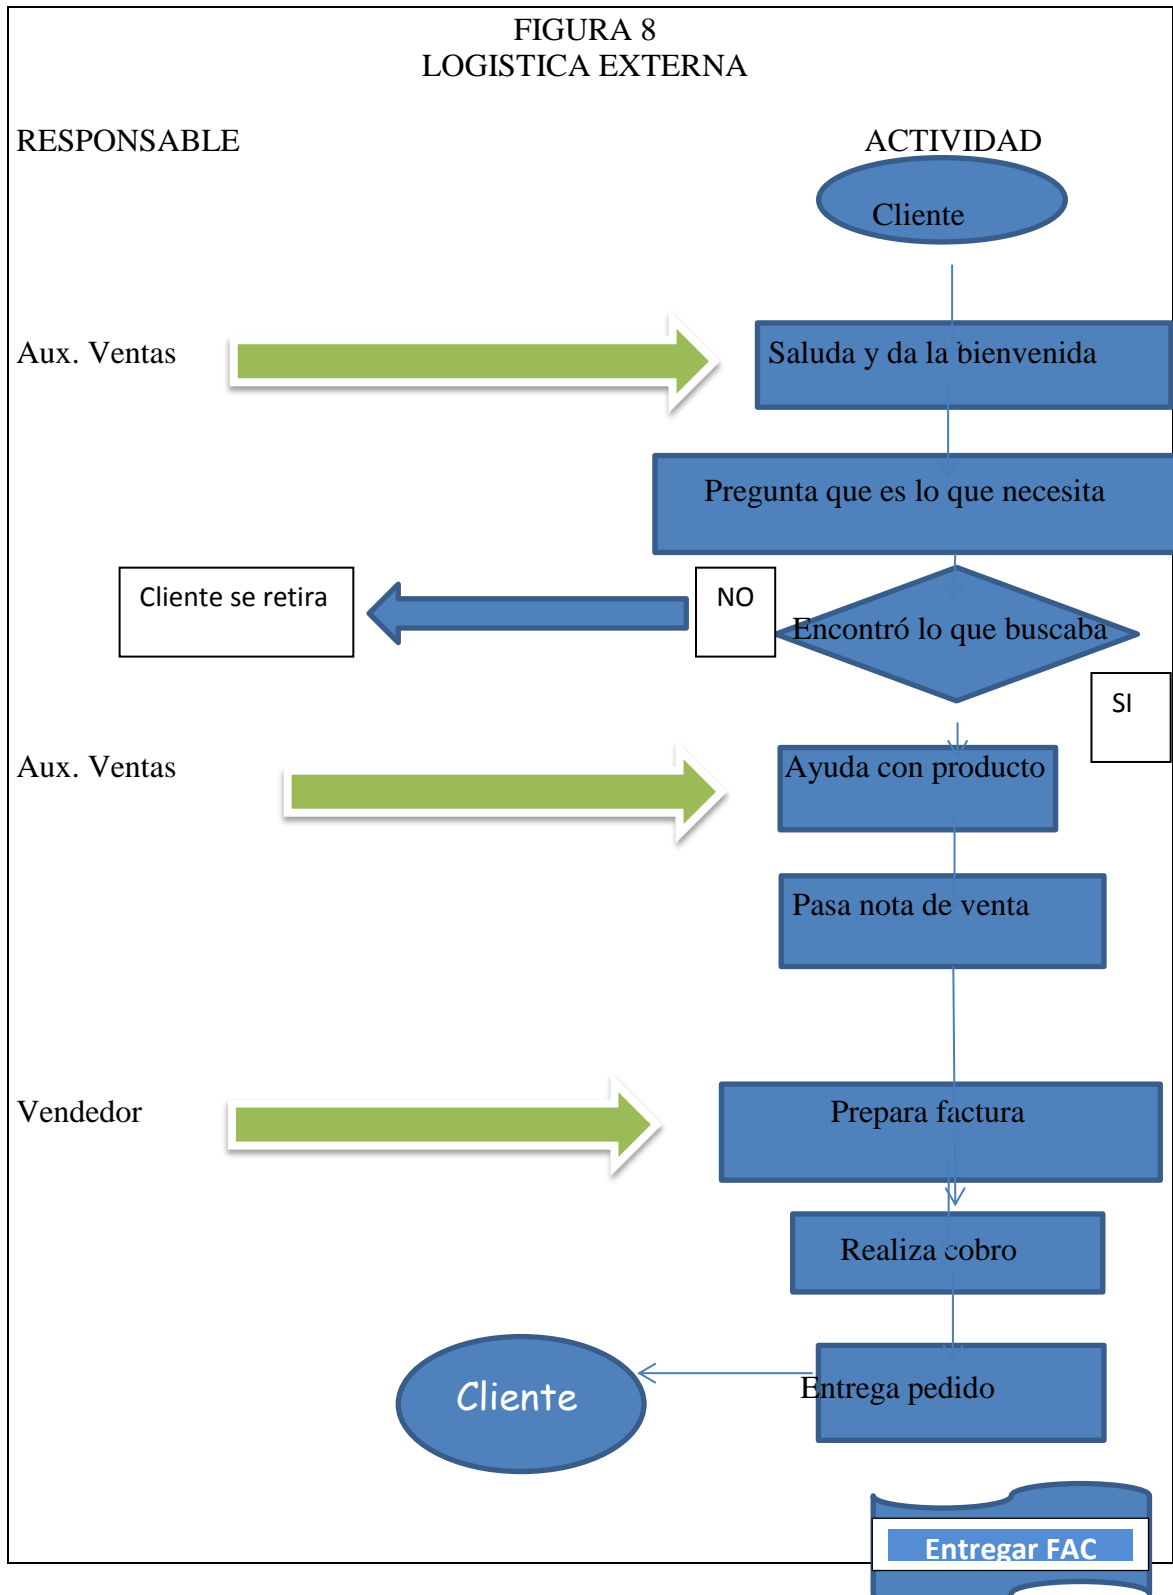 FIGURA 8
LOGISTICA EXTERNA
RESPONSABLE
ACTIVIDAD
Cliente
Aux. Ventas
Saluda y da la bienvenida
Pregunta que es lo que necesita
Cliente se retira
NO
Encontró lo que buscaba
SI
Aux. Ventas
Ayuda con producto
Pasa nota de venta
Vendedor
Prepara factura
Realiza cobro
Cliente
Entrega pedido
Entregar FAC